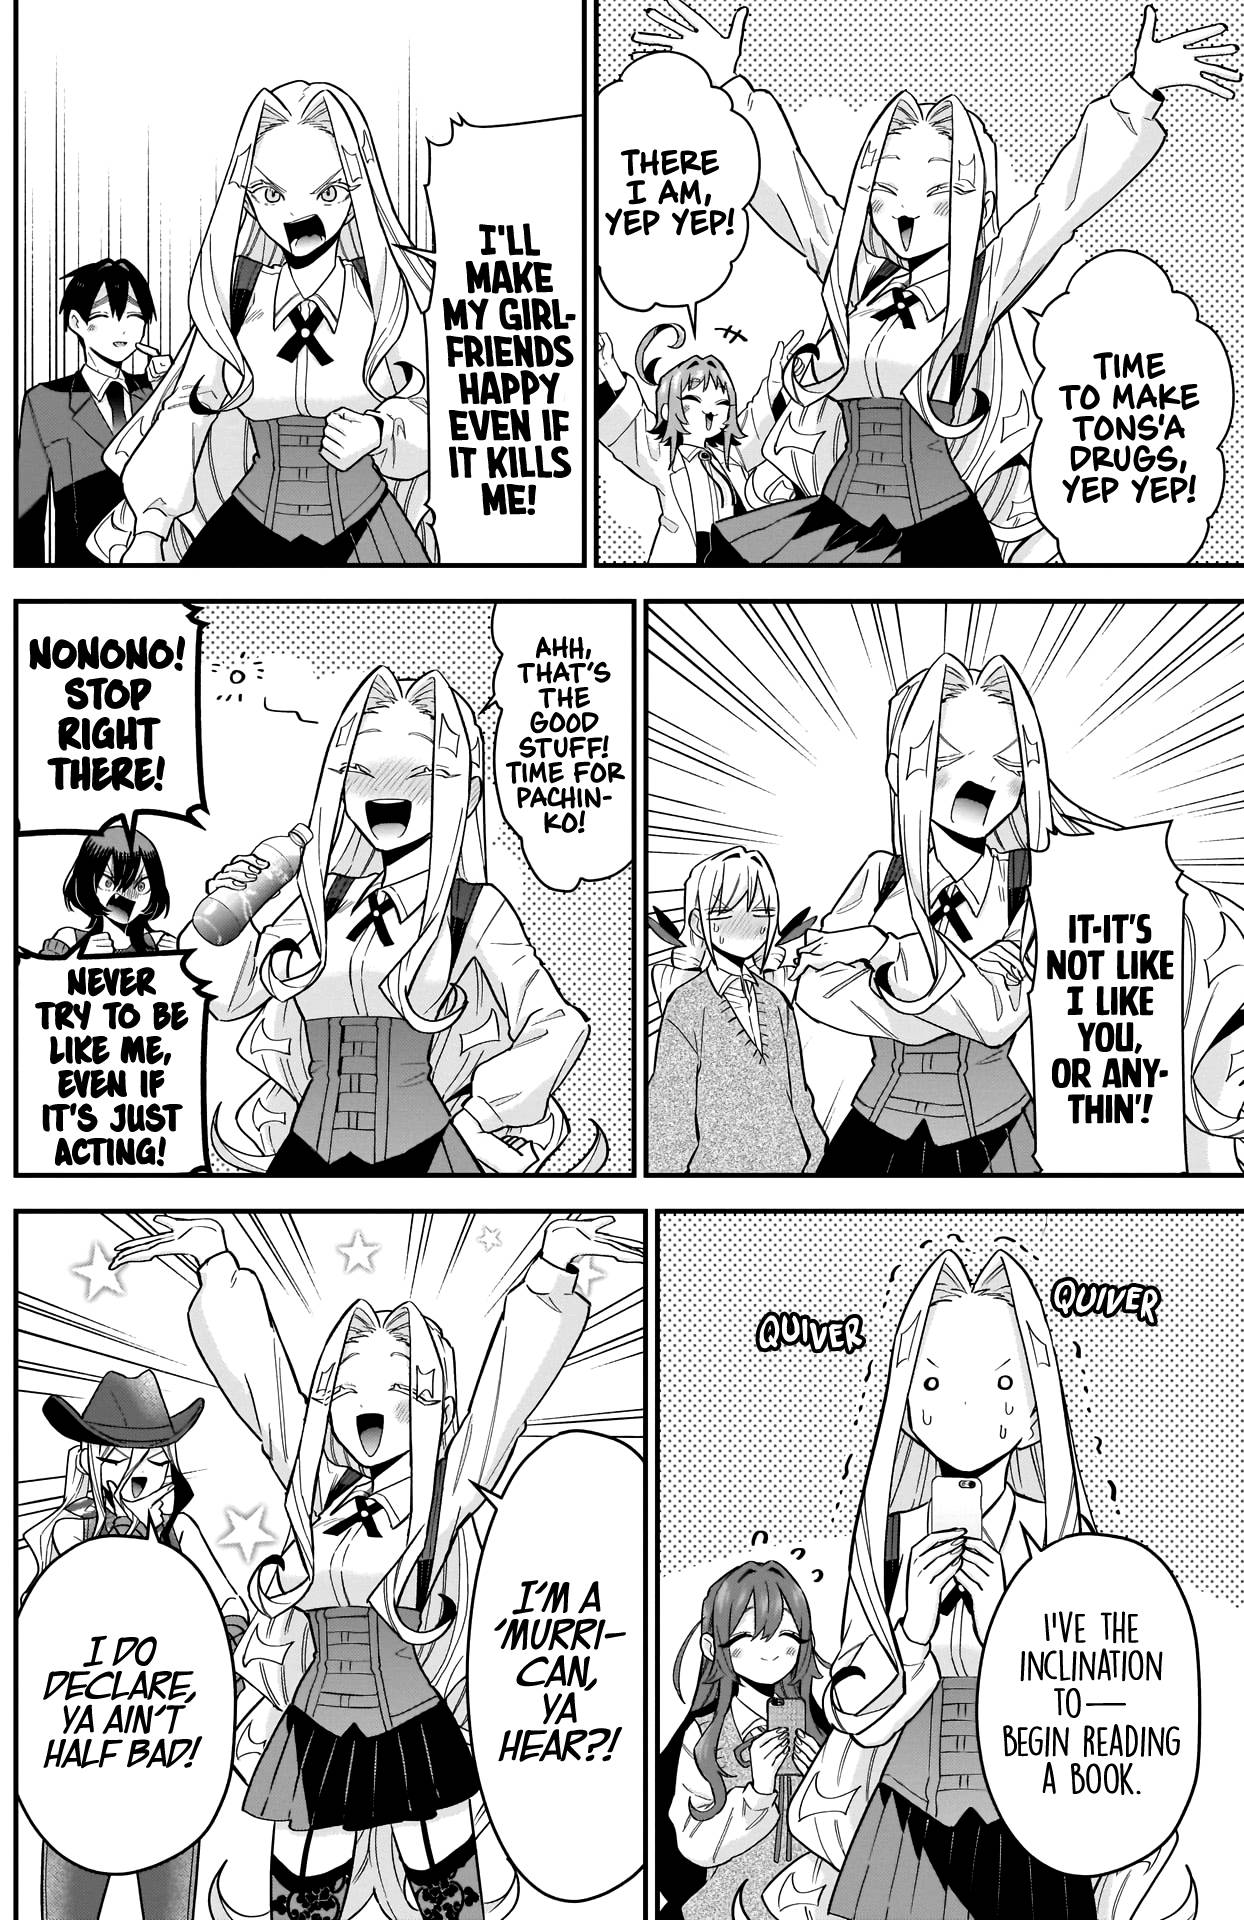 THERE
I AM,
YEP YEP!
TIME
TO MAKE
TONS'A
DRUGS,
YEP YEP!
I'LL
MAKE
MY GIRL-
FRIENDS
HAPPY
EVEN IF
IT KILLS
ME!
IT-IT'S
NOT LIKE
I LIKE
YOU,
OR ANY-
THIN'!
AHH,
THAT'S
THE
GOOD
STUFF!
TIME FOR
PACHIN-
KO!
NONONO!
STOP
RIGHT
THERE!
NEVER
TRY TO BE
LIKE ME,
EVEN IF
IT'S JUST
ACTING!
QUIVER
QUIVER
I'VE THE
INCLINATION
TO—
BEGIN READING
A BOOK.
I'M A
'MURRI-
CAN,
YA
HEAR?!
I DO
DECLARE,
YA AIN'T
HALF BAD!